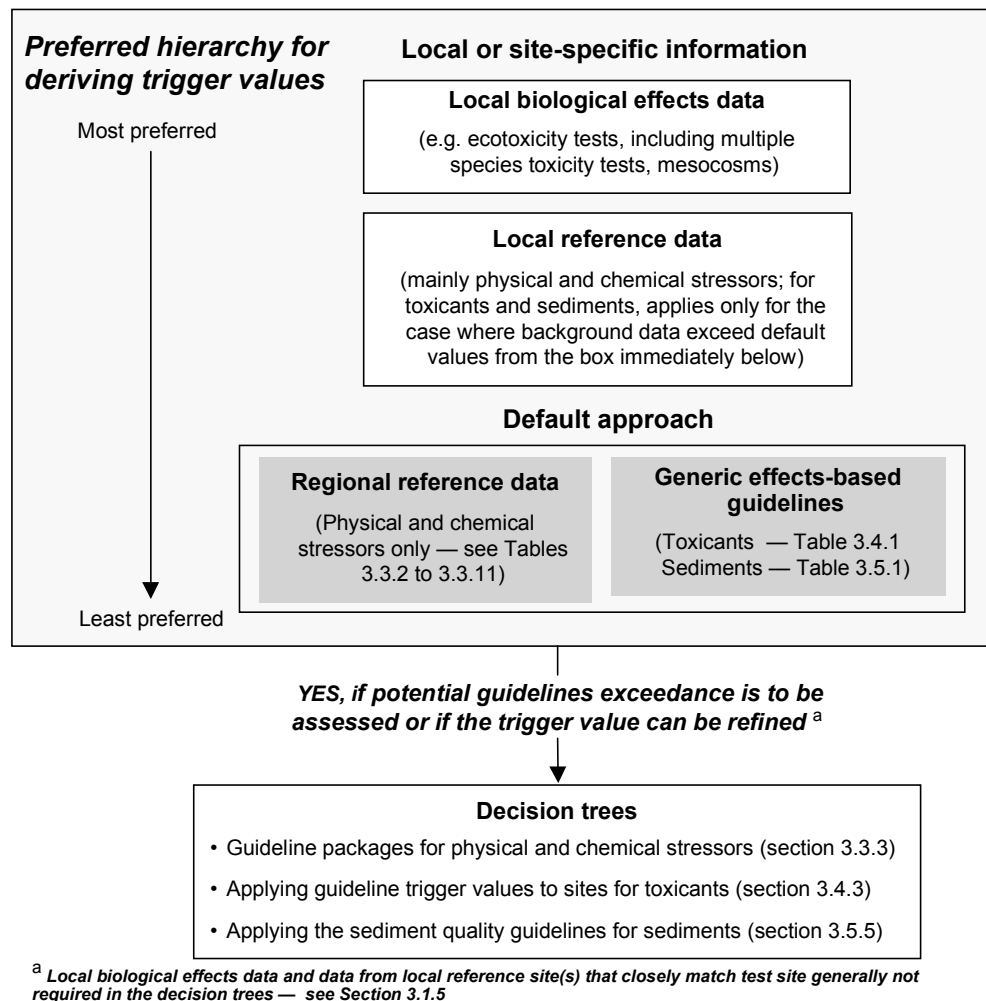 Preferred hierarchy for
deriving trigger values
Most preferred
Least preferred
Local or site-specific information
Local biological effects data
(e.g. ecotoxicity tests, including multiple
species toxicity tests, mesocosms)
Local reference data
(mainly physical and chemical stressors; for
toxicants and sediments, applies only for the
case where background data exceed default
values from the box immediately below)
Default approach
Regional reference data
(Physical and chemical
stressors only — see Tables
3.3.2 to 3.3.11)
Generic effects-based
guidelines
(Toxicants — Table 3.4.1
Sediments — Table 3.5.1)
YES, if potential guidelines exceedance is to be
assessed or if the trigger value can be refined a
Decision trees
• Guideline packages for physical and chemical stressors (section 3.3.3)
• Applying guideline trigger values to sites for toxicants (section 3.4.3)
• Applying the sediment quality guidelines for sediments (section 3.5.5)
a Local biological effects data and data from local reference site(s) that closely match test site generally not
required in the decision trees — see Section 3.1.5